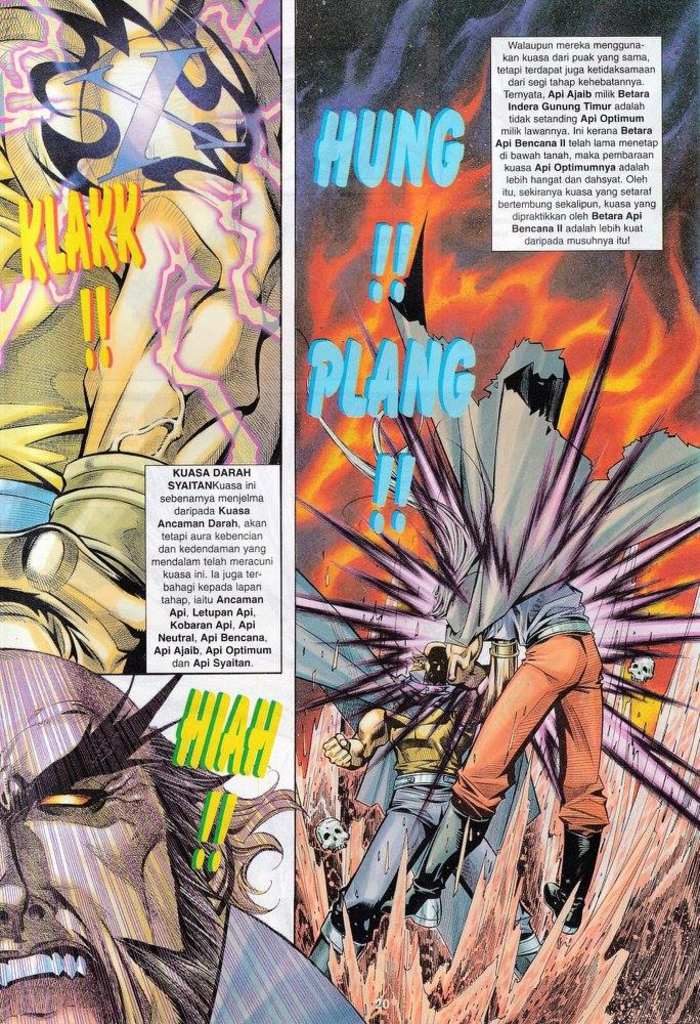 KLAKK
!!
KUASA DARAH
SYAITANKuasa ini
sebenarnya menjelma
daripada Kuasa
Ancaman Darah, akan
tetapi aura kebencian
dan kedendaman yang
mendalam telah meracuni
kuasa ini. Ia juga ter-
bahagi kepada lapan
tahap, iaitu Ancaman
Api, Letupan Api,
Kobaran Api, Api
Neutral, Api Bencana,
Api Ajaib, Api Optimum
dan Api Syaitan.
HIAH
!!
Walaupun mereka mengguna-
kan kuasa dari puak yang sama,
tetapi terdapat juga ketidaksamaan
dari segi tahap kehebatannya.
Ternyata, Api Ajaib milik Betara
Indera Gunung Timur adalah
tidak setanding Api Optimum
milik lawannya. Ini kerana Betara
Api Bencana II telah lama menetap
di bawah tanah, maka pembaraan
kuasa Api Optimumnya adalah
lebih hangat dan dahsyat. Oleh
itu, sekiranya kuasa yang setaraf
bertembung sekalipun, kuasa yang
dipraktikkan oleh Betara Api
Bencana II adalah lebih kuat
daripada musuhnya itu!
HUNG
!!
PLANG
!!
20